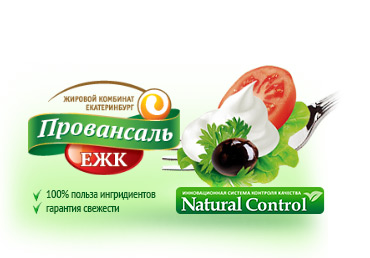 ЖИРОВОЙ КОМБИНАТ
ЕКАТЕРИНБУРГ
Провансаль
ЕЖК
100% польза ингридиентов
гарантия свежести
ИННОВАЦИОННАЯ СИСТЕМА КОНТРОЛЯ КАЧЕСТВА
Natural Control